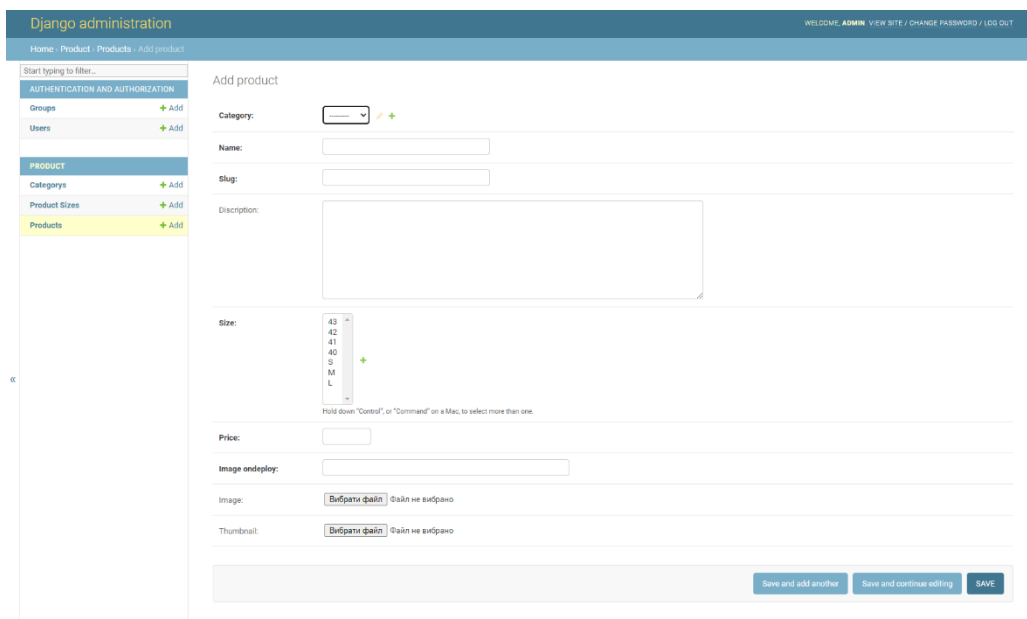 Django administration
WELCOME, ADMIN VIEW SITE / CHANGE PASSWORD / LOG OUT
Home › Product › Products › Add product
Start typing to filter...
AUTHENTICATION AND AUTHORIZATION
Groups + Add
Users + Add
PRODUCT
Categorys + Add
Product Sizes + Add
Products + Add
«
Add product
Category: ---------
Name:
Slug:
Discription:
Size:
43
42
41
40
S
M
L
Hold down "Control", or "Command" on a Mac, to select more than one.
Price:
Image ondeploy:
Image: Вибрати файл Файл не вибрано
Thumbnail: Вибрати файл Файл не вибрано
Save and add another Save and continue editing SAVE